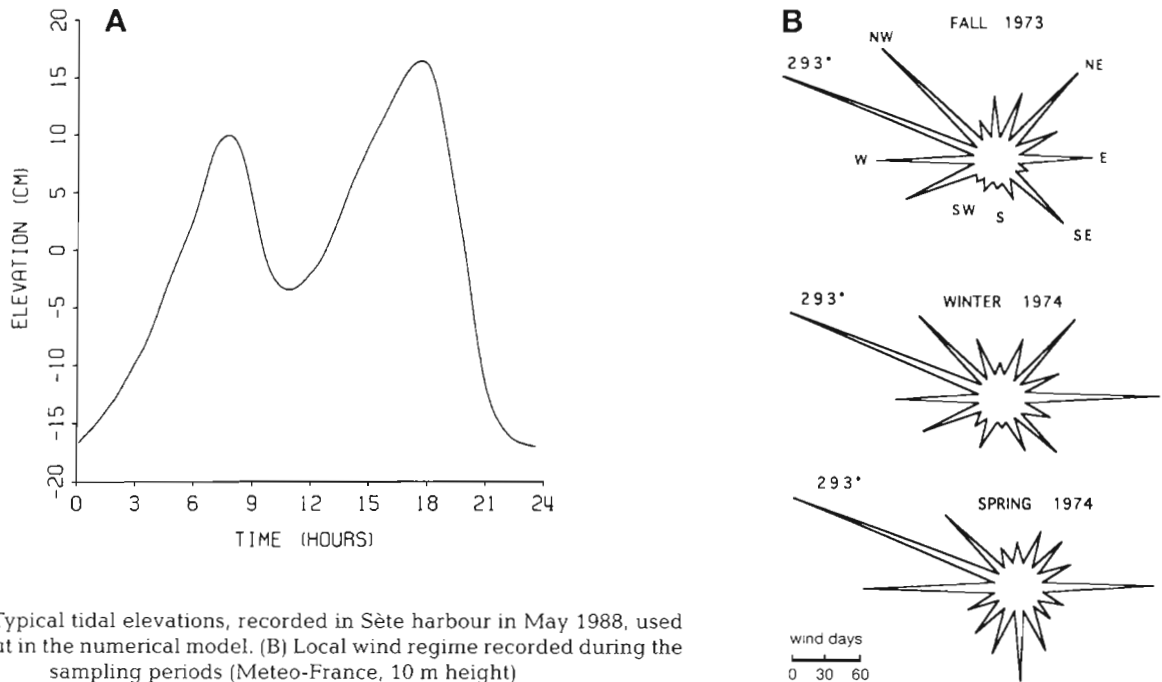 A
20
15
10
5
0
-5
-10
-15
-20
ELEVATION (CM)
0 3 6 9 12 15 18 21 24
TIME (HOURS)
B
FALL 1973
NW
293°
NE
W
E
SW
S
SE
293°
WINTER 1974
293°
SPRING 1974
wind days
0 30 60
Typical tidal elevations, recorded in Sète harbour in May 1988, used
in the numerical model. (B) Local wind regime recorded during the
sampling periods (Meteo-France, 10 m height)